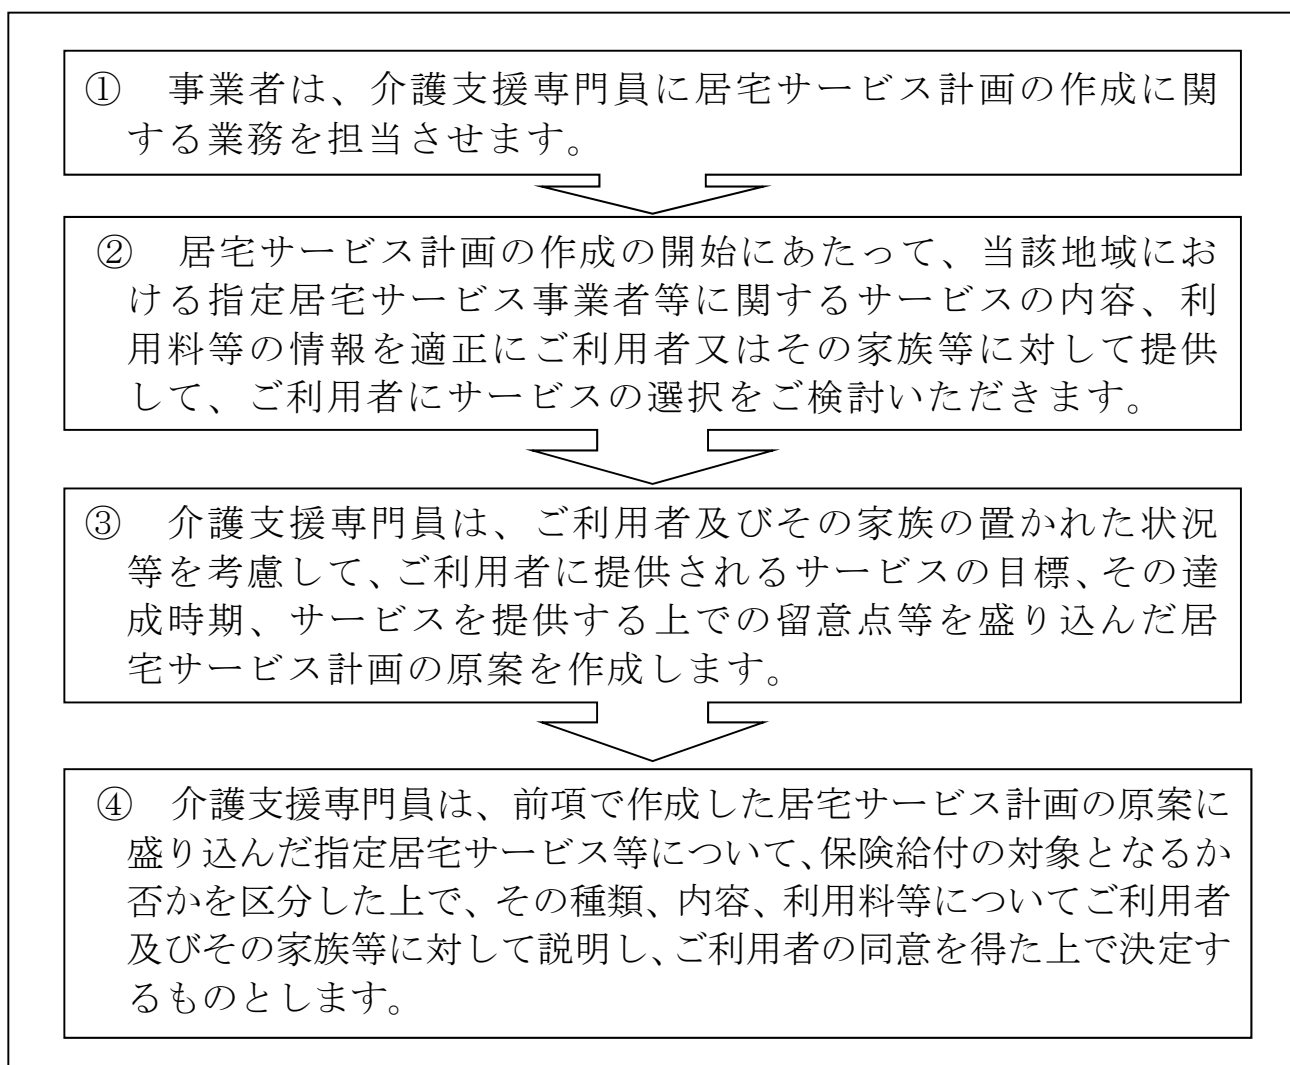 ① 事業者は、介護支援専門員に居宅サービス計画の作成に関
する業務を担当させます。
② 居宅サービス計画の作成の開始にあたって、当該地域にお
ける指定居宅サービス事業者等に関するサービスの内容、利
用料等の情報を適正にご利用者又はその家族等に対して提供
して、ご利用者にサービスの選択をご検討いただきます。
③ 介護支援専門員は、ご利用者及びその家族の置かれた状況
等を考慮して、ご利用者に提供されるサービスの目標、その達
成時期、サービスを提供する上での留意点等を盛り込んだ居
宅サービス計画の原案を作成します。
④ 介護支援専門員は、前項で作成した居宅サービス計画の原案に
盛り込んだ指定居宅サービス等について、保険給付の対象となるか
否かを区分した上で、その種類、内容、利用料等についてご利用者
及びその家族等に対して説明し、ご利用者の同意を得た上で決定す
るものとします。